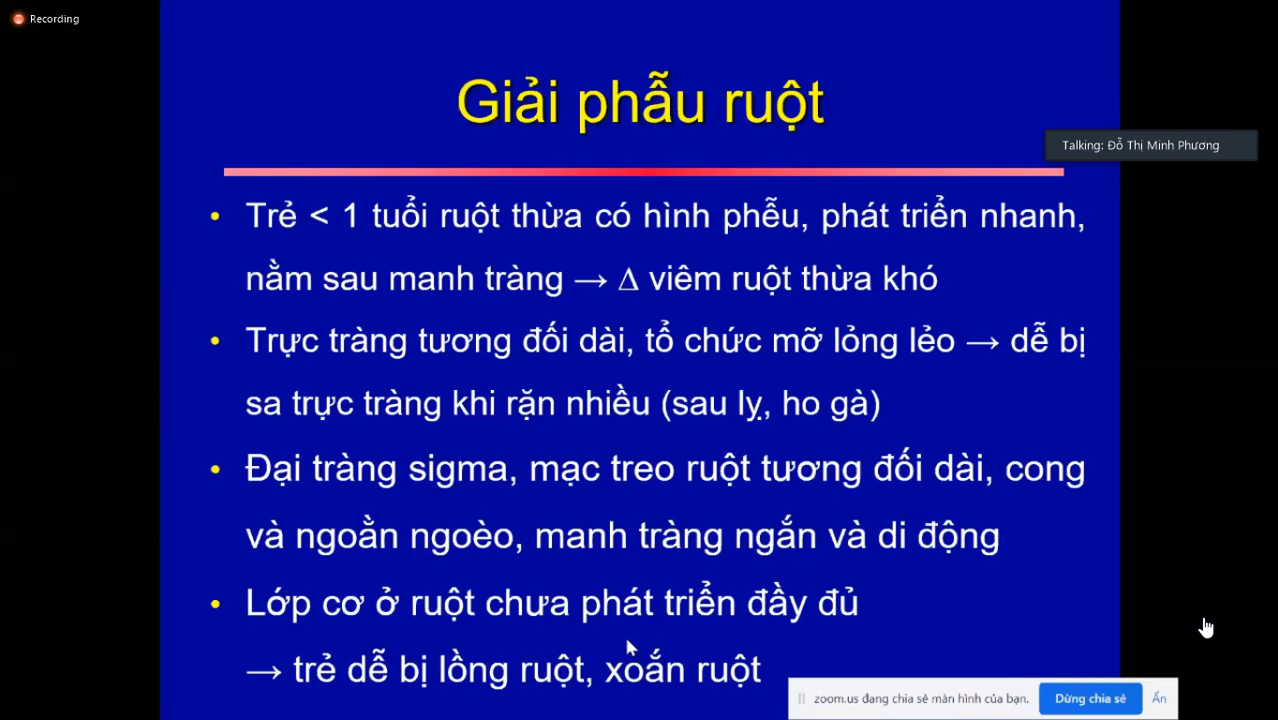 Recording
Giải phẫu ruột
Talking: Đỗ Thị Minh Phương
• Trẻ < 1 tuổi ruột thừa có hình phễu, phát triển nhanh,
nằm sau manh tràng → Δ viêm ruột thừa khó
• Trực tràng tương đối dài, tổ chức mỡ lỏng lẻo → dễ bị
sa trực tràng khi rặn nhiều (sau lỵ, ho gà)
• Đại tràng sigma, mạc treo ruột tương đối dài, cong
và ngoằn ngoèo, manh tràng ngắn và di động
• Lớp cơ ở ruột chưa phát triển đầy đủ
→ trẻ dễ bị lồng ruột, xoắn ruột
zoom.us đang chia sẻ màn hình của bạn. Dừng chia sẻ Ẩn